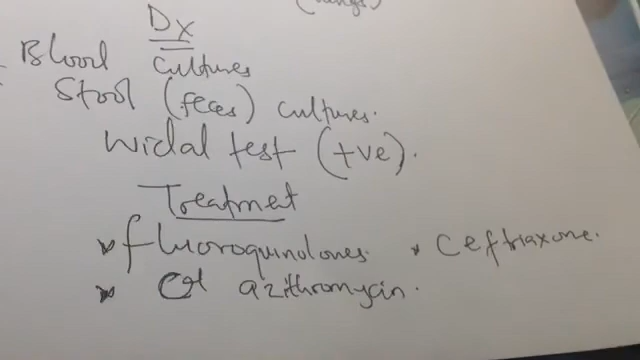 Dx
Blood cultures
Stool (feces) cultures.
Widal test (+ve).
Treatment
* fluoroquinolones. * ceftriaxone.
* azithromycin.